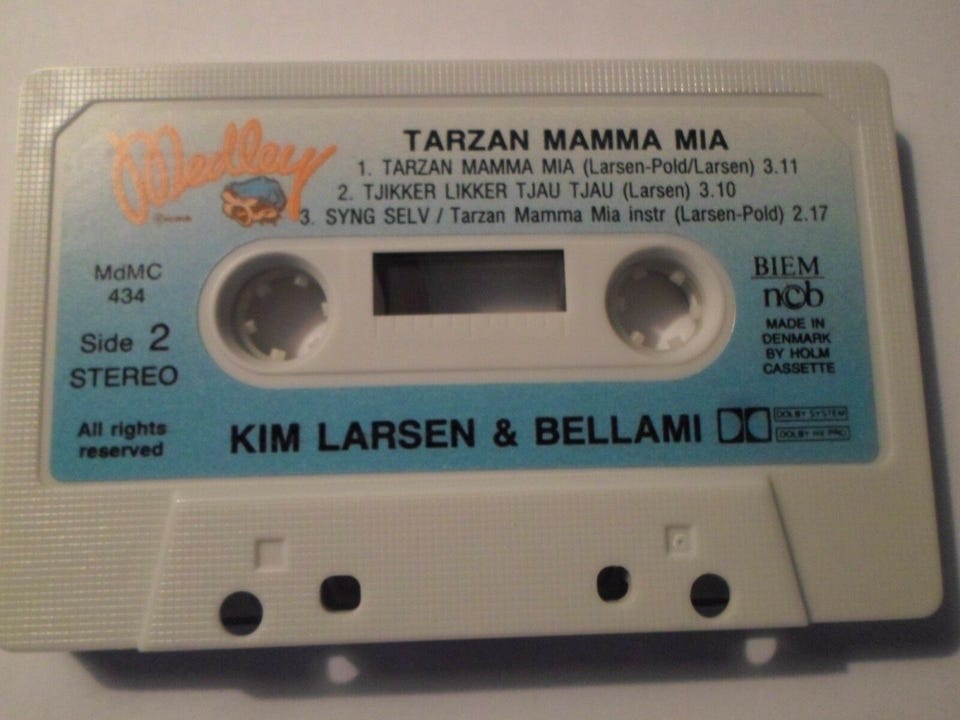 Medley
TARZAN MAMMA MIA
1. TARZAN MAMMA MIA (Larsen-Pold/Larsen) 3.11
2. TJIKKER LIKKER TJAU TJAU (Larsen) 3.10
3. SYNG SELV / Tarzan Mamma Mia instr (Larsen-Pold) 2.17
MdMC
434
Side 2
STEREO
All rights
reserved
BIEM
ncb
MADE IN
DENMARK
BY HOLM
CASSETTE
KIM LARSEN & BELLAMI
DOLBY SYSTEM
DOLBY HX PRO